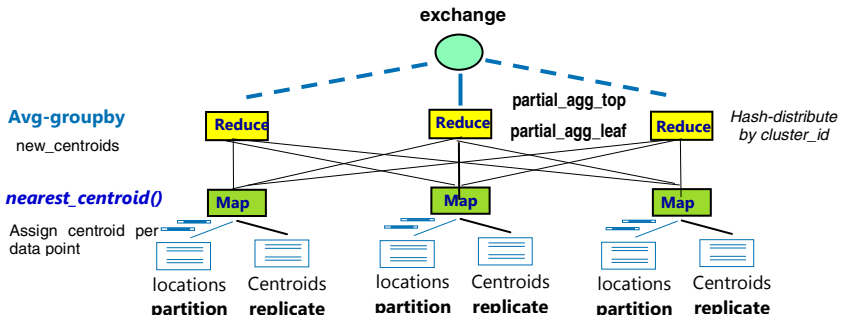 exchange
partial_agg_top
Avg-groupby
Reduce
Reduce
partial_agg_leaf
Reduce
Hash-distribute
by cluster_id
new_centroids
nearest_centroid()
Map
Map
Map
Assign centroid per
data point
locations
partition
Centroids
replicate
locations
partition
Centroids
replicate
locations
partition
Centroids
replicate